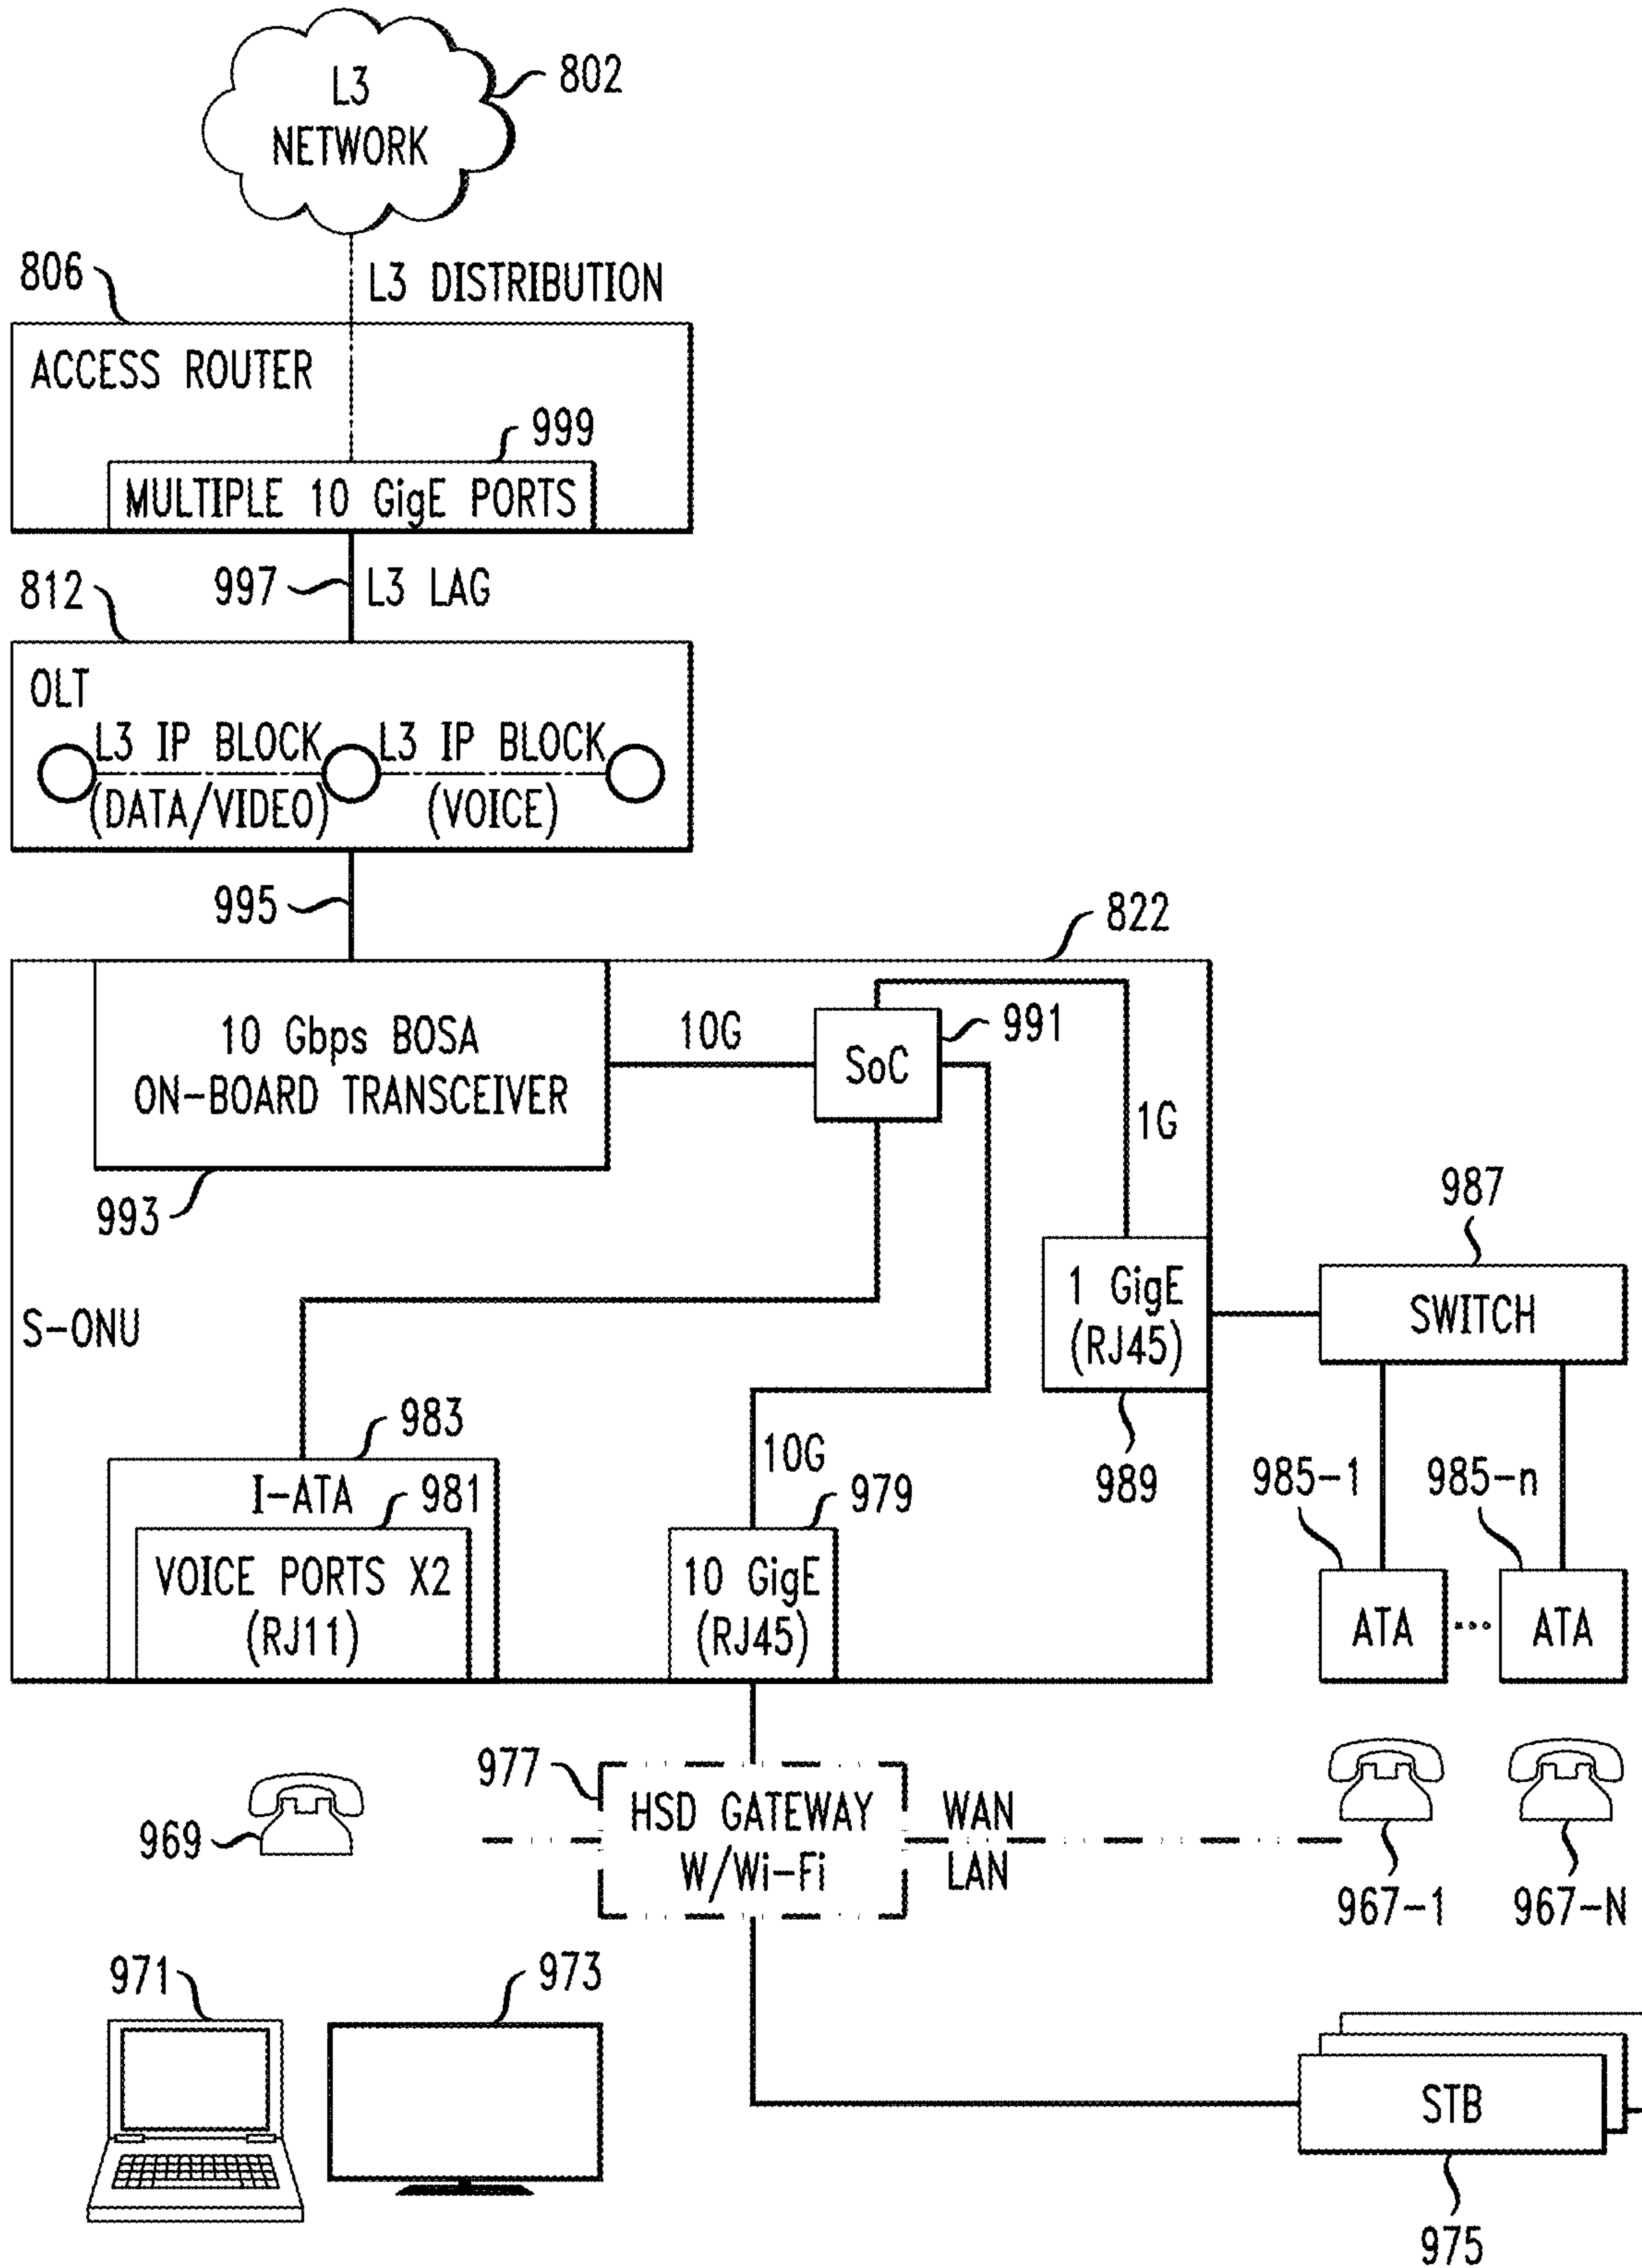 L3
NETWORK
802
806
L3 DISTRIBUTION
ACCESS ROUTER
999
MULTIPLE 10 GigE PORTS
812
997
L3 LAG
OLT
L3 IP BLOCK
(DATA/VIDEO)
L3 IP BLOCK
(VOICE)
995
822
10 Gbps BOSA
ON-BOARD TRANSCEIVER
993
10G
SoC
991
1G
987
SWITCH
1 GigE
(RJ45)
989
S-ONU
983
I-ATA
981
VOICE PORTS X2
(RJ11)
10G
979
10 GigE
(RJ45)
985-1
985-n
ATA
...
ATA
977
HSD GATEWAY
W/Wi-Fi
WAN
LAN
969
967-1
967-N
971
973
STB
975